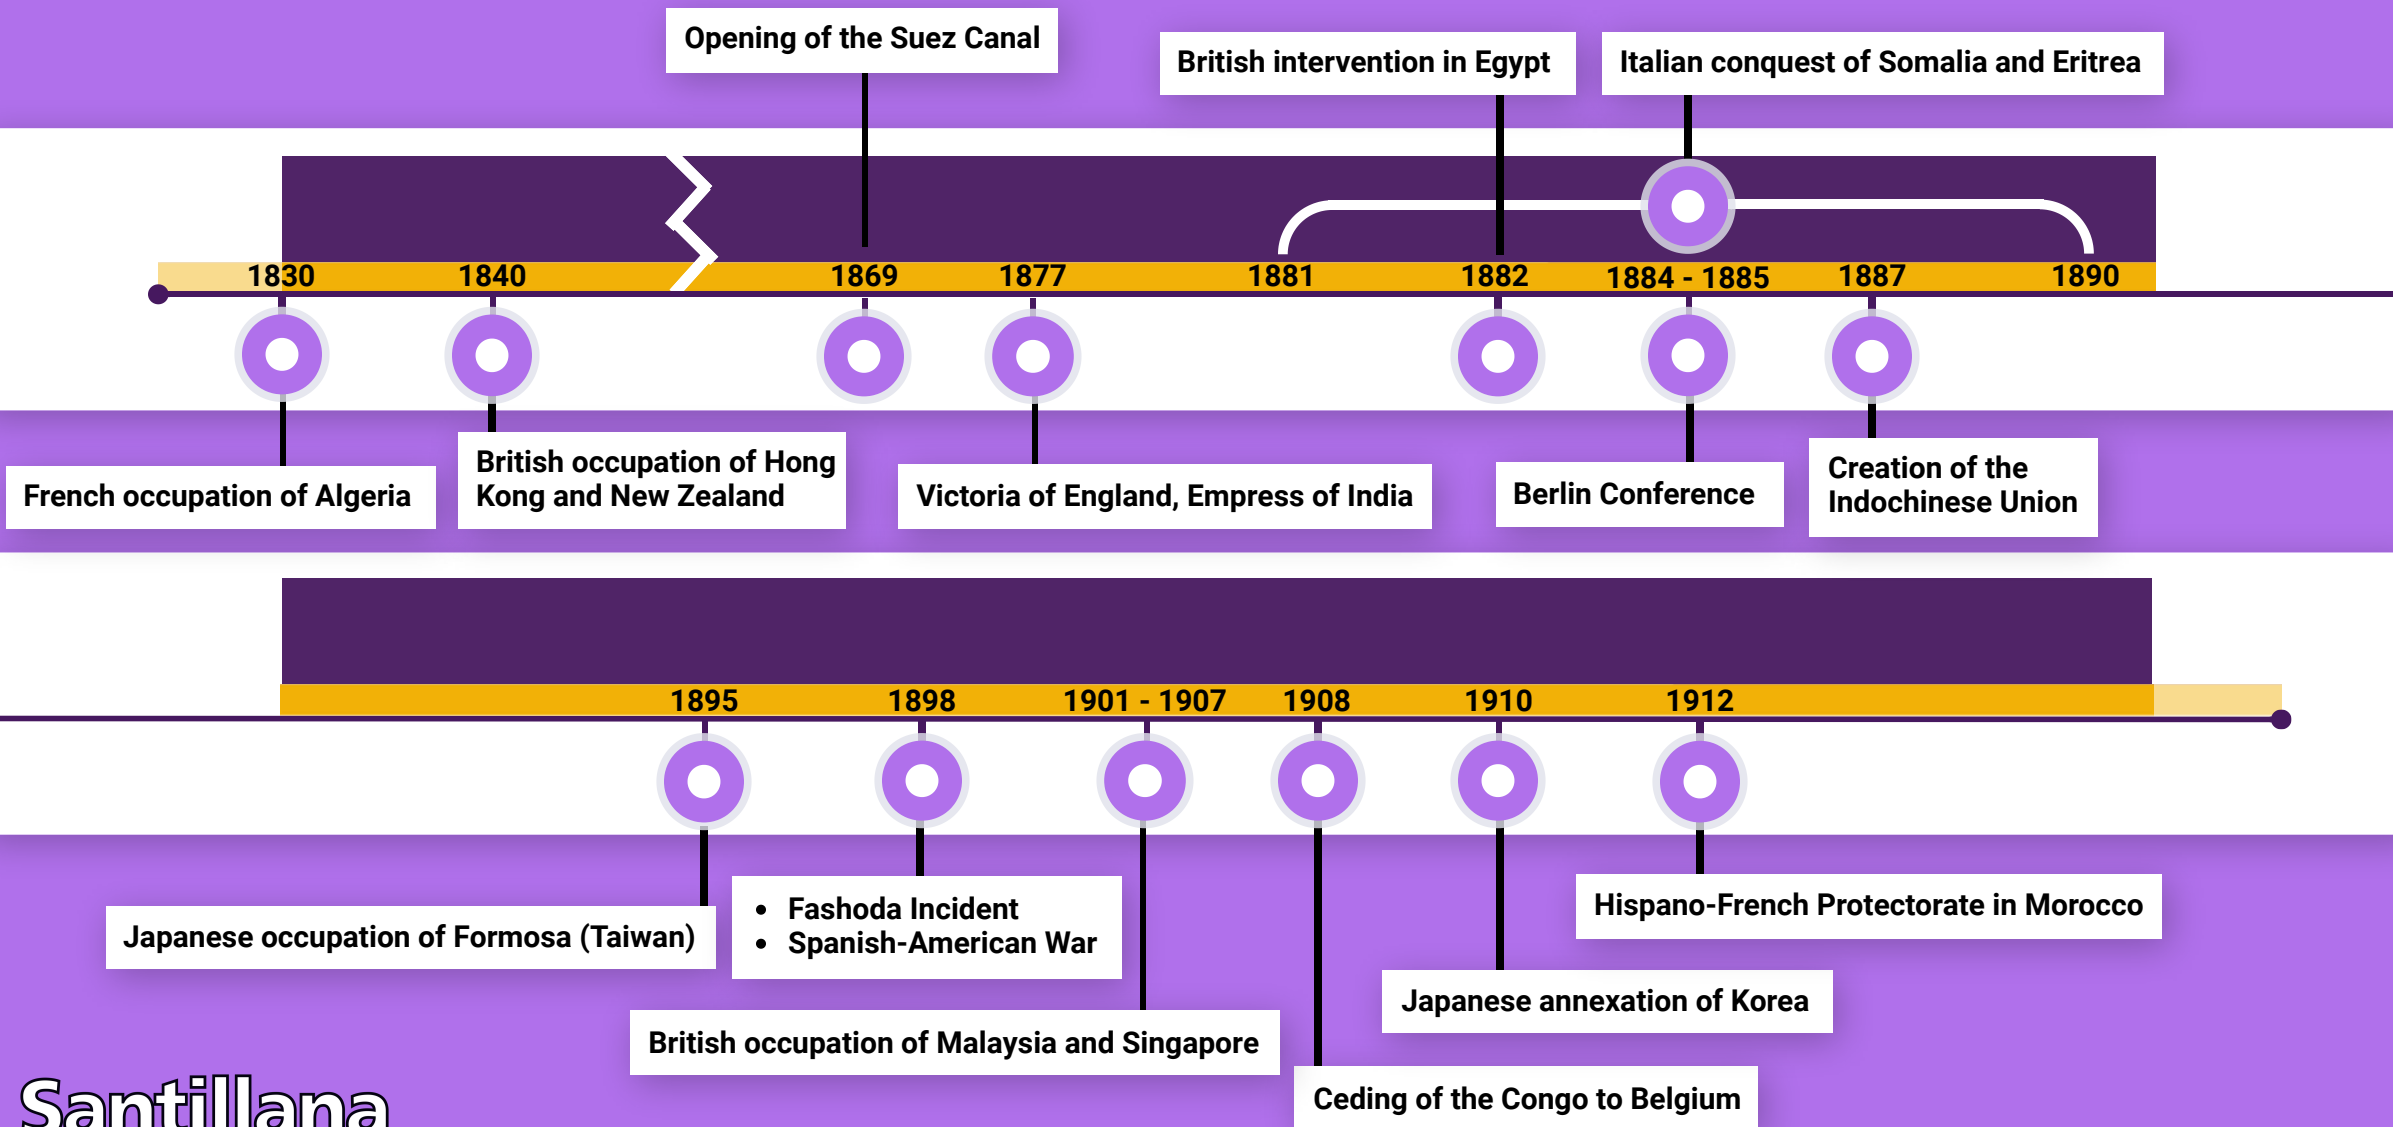 Opening of the Suez Canal
British intervention in Egypt
Italian conquest of Somalia and Eritrea
1830
1840
1869
1877
1881
1882
1884 - 1885
1887
1890
French occupation of Algeria
British occupation of Hong
Kong and New Zealand
Victoria of England, Empress of India
Berlin Conference
Creation of the
Indochinese Union
1895
1898
1901 - 1907
1908
1910
1912
Japanese occupation of Formosa (Taiwan)
• Fashoda Incident
• Spanish-American War
Hispano-French Protectorate in Morocco
Japanese annexation of Korea
British occupation of Malaysia and Singapore
Ceding of the Congo to Belgium
Santillana